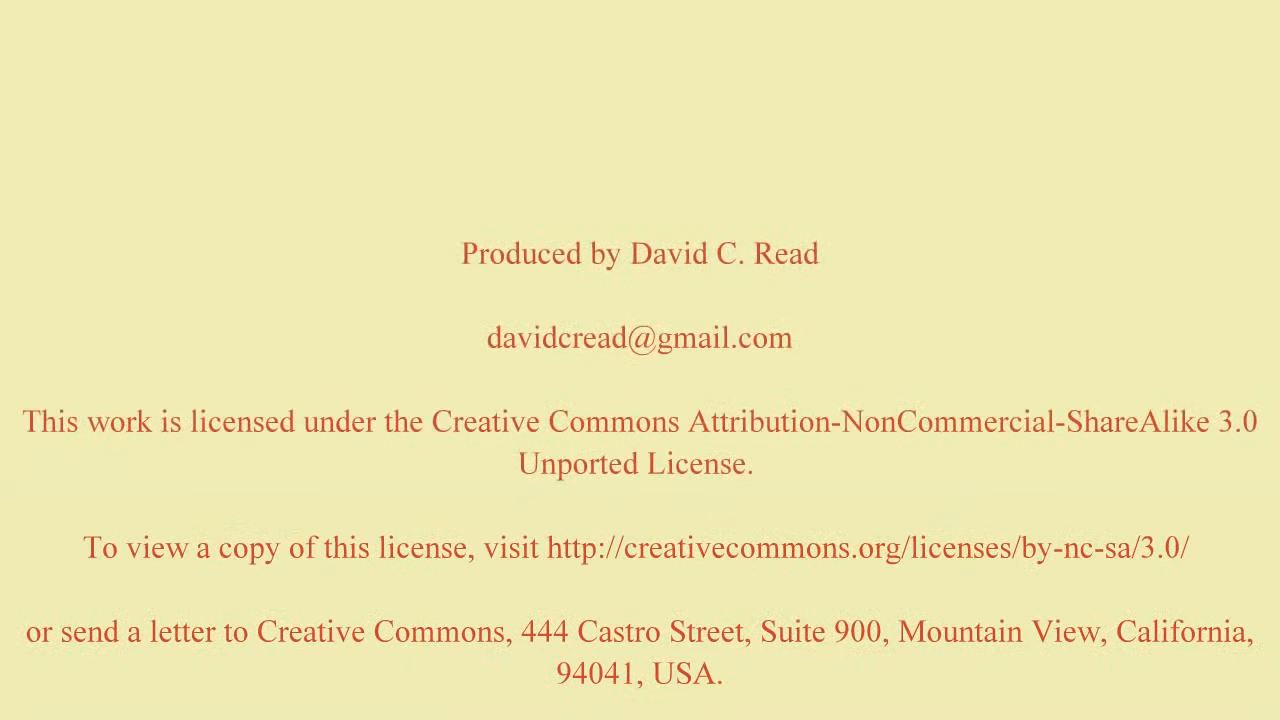 Produced by David C. Read
davidcread@gmail.com
This work is licensed under the Creative Commons Attribution-NonCommercial-ShareAlike 3.0
Unported License.
To view a copy of this license, visit http://creativecommons.org/licenses/by-nc-sa/3.0/
or send a letter to Creative Commons, 444 Castro Street, Suite 900, Mountain View, California,
94041, USA.